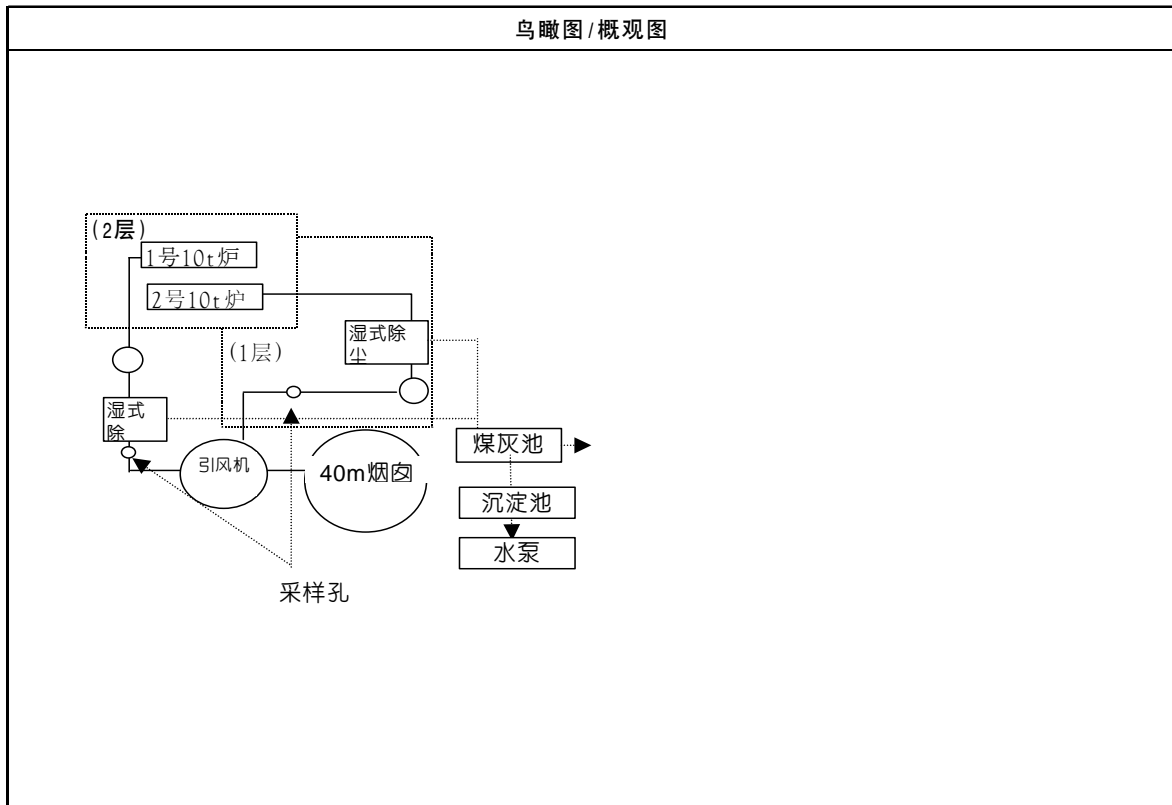 鸟瞰图/概观图
(2层)
1号10t炉
2号10t炉
湿式除
尘
(1层)
湿式
除
引风机
40m烟囱
煤灰池
沉淀池
水泵
采样孔